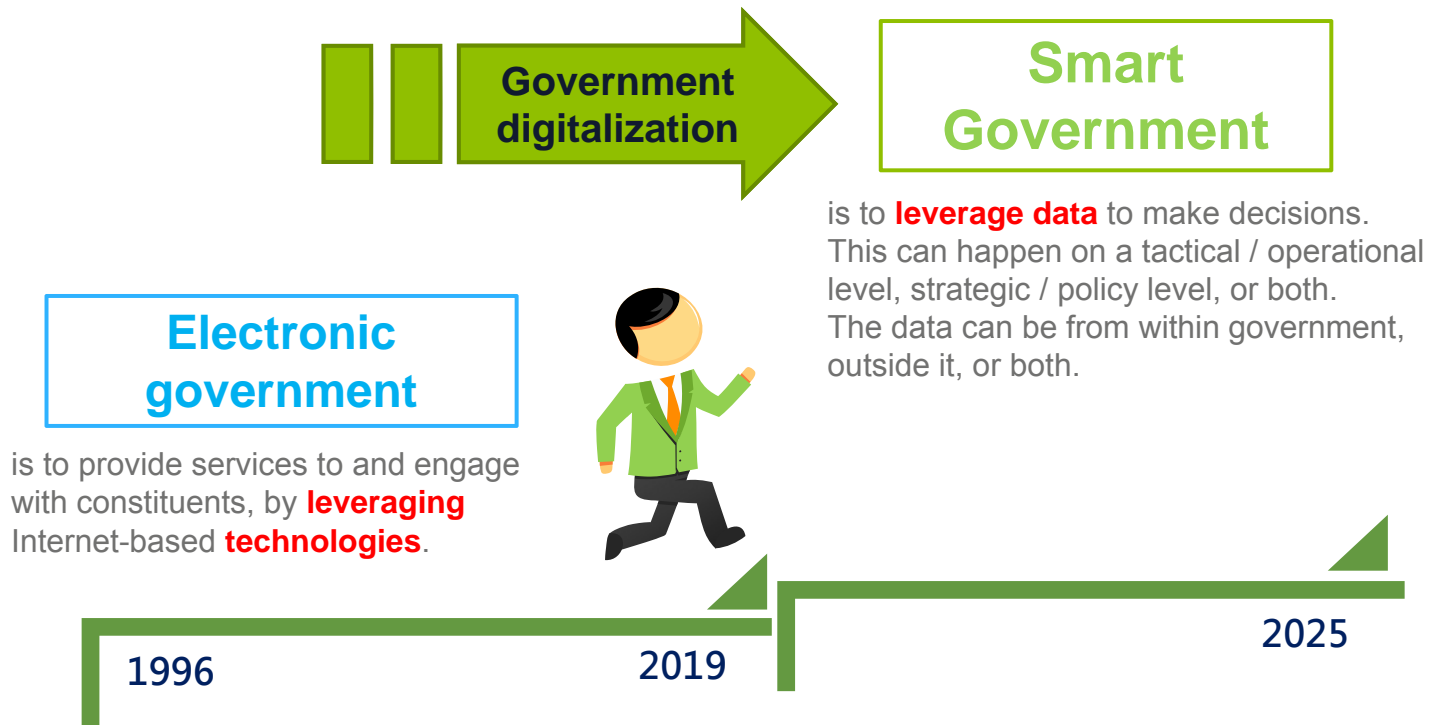 Government
digitalization
Smart
Government
is to leverage data to make decisions.
This can happen on a tactical / operational
level, strategic / policy level, or both.
The data can be from within government,
outside it, or both.
Electronic
government
is to provide services to and engage
with constituents, by leveraging
Internet-based technologies.
1996
2019
2025